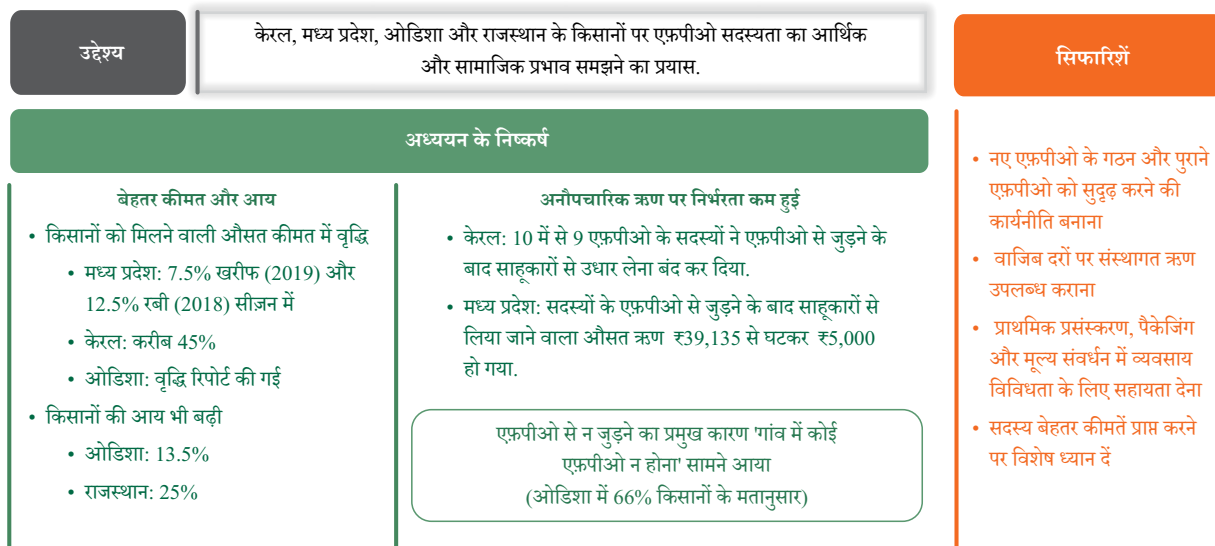 उद्देश्य
केरल, मध्य प्रदेश, ओडिशा और राजस्थान के किसानों पर एफ़पीओ सदस्यता का आर्थिक
और सामाजिक प्रभाव समझने का प्रयास.
अध्ययन के निष्कर्ष
बेहतर कीमत और आय
• किसानों को मिलने वाली औसत कीमत में वृद्धि
• मध्य प्रदेश: 7.5% खरीफ (2019) और
12.5% रबी (2018) सीज़न में
• केरल: करीब 45%
• ओडिशा: वृद्धि रिपोर्ट की गई
• किसानों की आय भी बढ़ी
• ओडिशा: 13.5%
• राजस्थान: 25%
अनौपचारिक ऋण पर निर्भरता कम हुई
• केरल: 10 में से 9 एफ़पीओ के सदस्यों ने एफ़पीओ से जुड़ने के
बाद साहूकारों से उधार लेना बंद कर दिया.
• मध्य प्रदेश: सदस्यों के एफ़पीओ से जुड़ने के बाद साहूकारों से
लिया जाने वाला औसत ऋण ₹39,135 से घटकर ₹5,000
हो गया.
एफ़पीओ से न जुड़ने का प्रमुख कारण 'गांव में कोई
एफ़पीओ न होना' सामने आया
(ओडिशा में 66% किसानों के मतानुसार)
सिफारिशें
• नए एफ़पीओ के गठन और पुराने
एफ़पीओ को सुदृढ़ करने की
कार्यनीति बनाना
• वाजिब दरों पर संस्थागत ऋण
उपलब्ध कराना
• प्राथमिक प्रसंस्करण, पैकेजिंग
और मूल्य संवर्धन में व्यवसाय
विविधता के लिए सहायता देना
• सदस्य बेहतर कीमतें प्राप्त करने
पर विशेष ध्यान दें